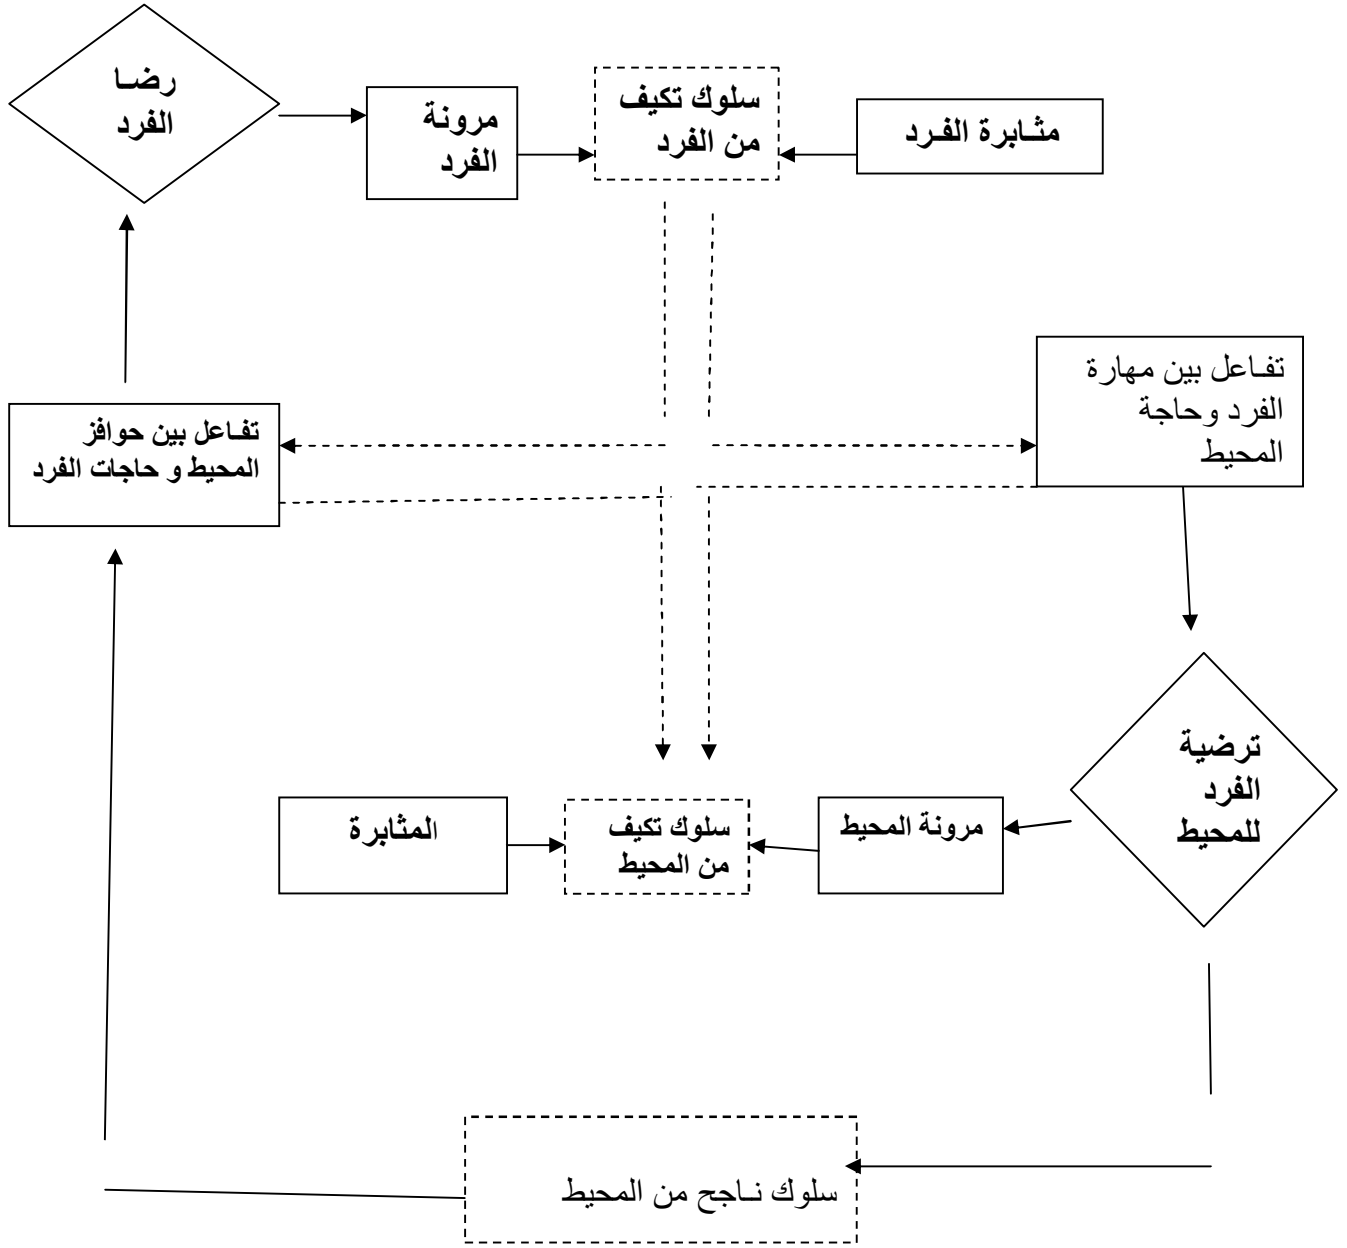 رضا
الفرد
مرونة
الفرد
سلوك تكيف
من الفرد
مثابرة الفرد
تفاعل بين مهارة
الفرد وحاجة
المحيط
تفاعل بين حوافز
المحيط و حاجات الفرد
ترضية
الفرد
للمحيط
مرونة المحيط
سلوك تكيف
من المحيط
المثابرة
سلوك ناجح من المحيط